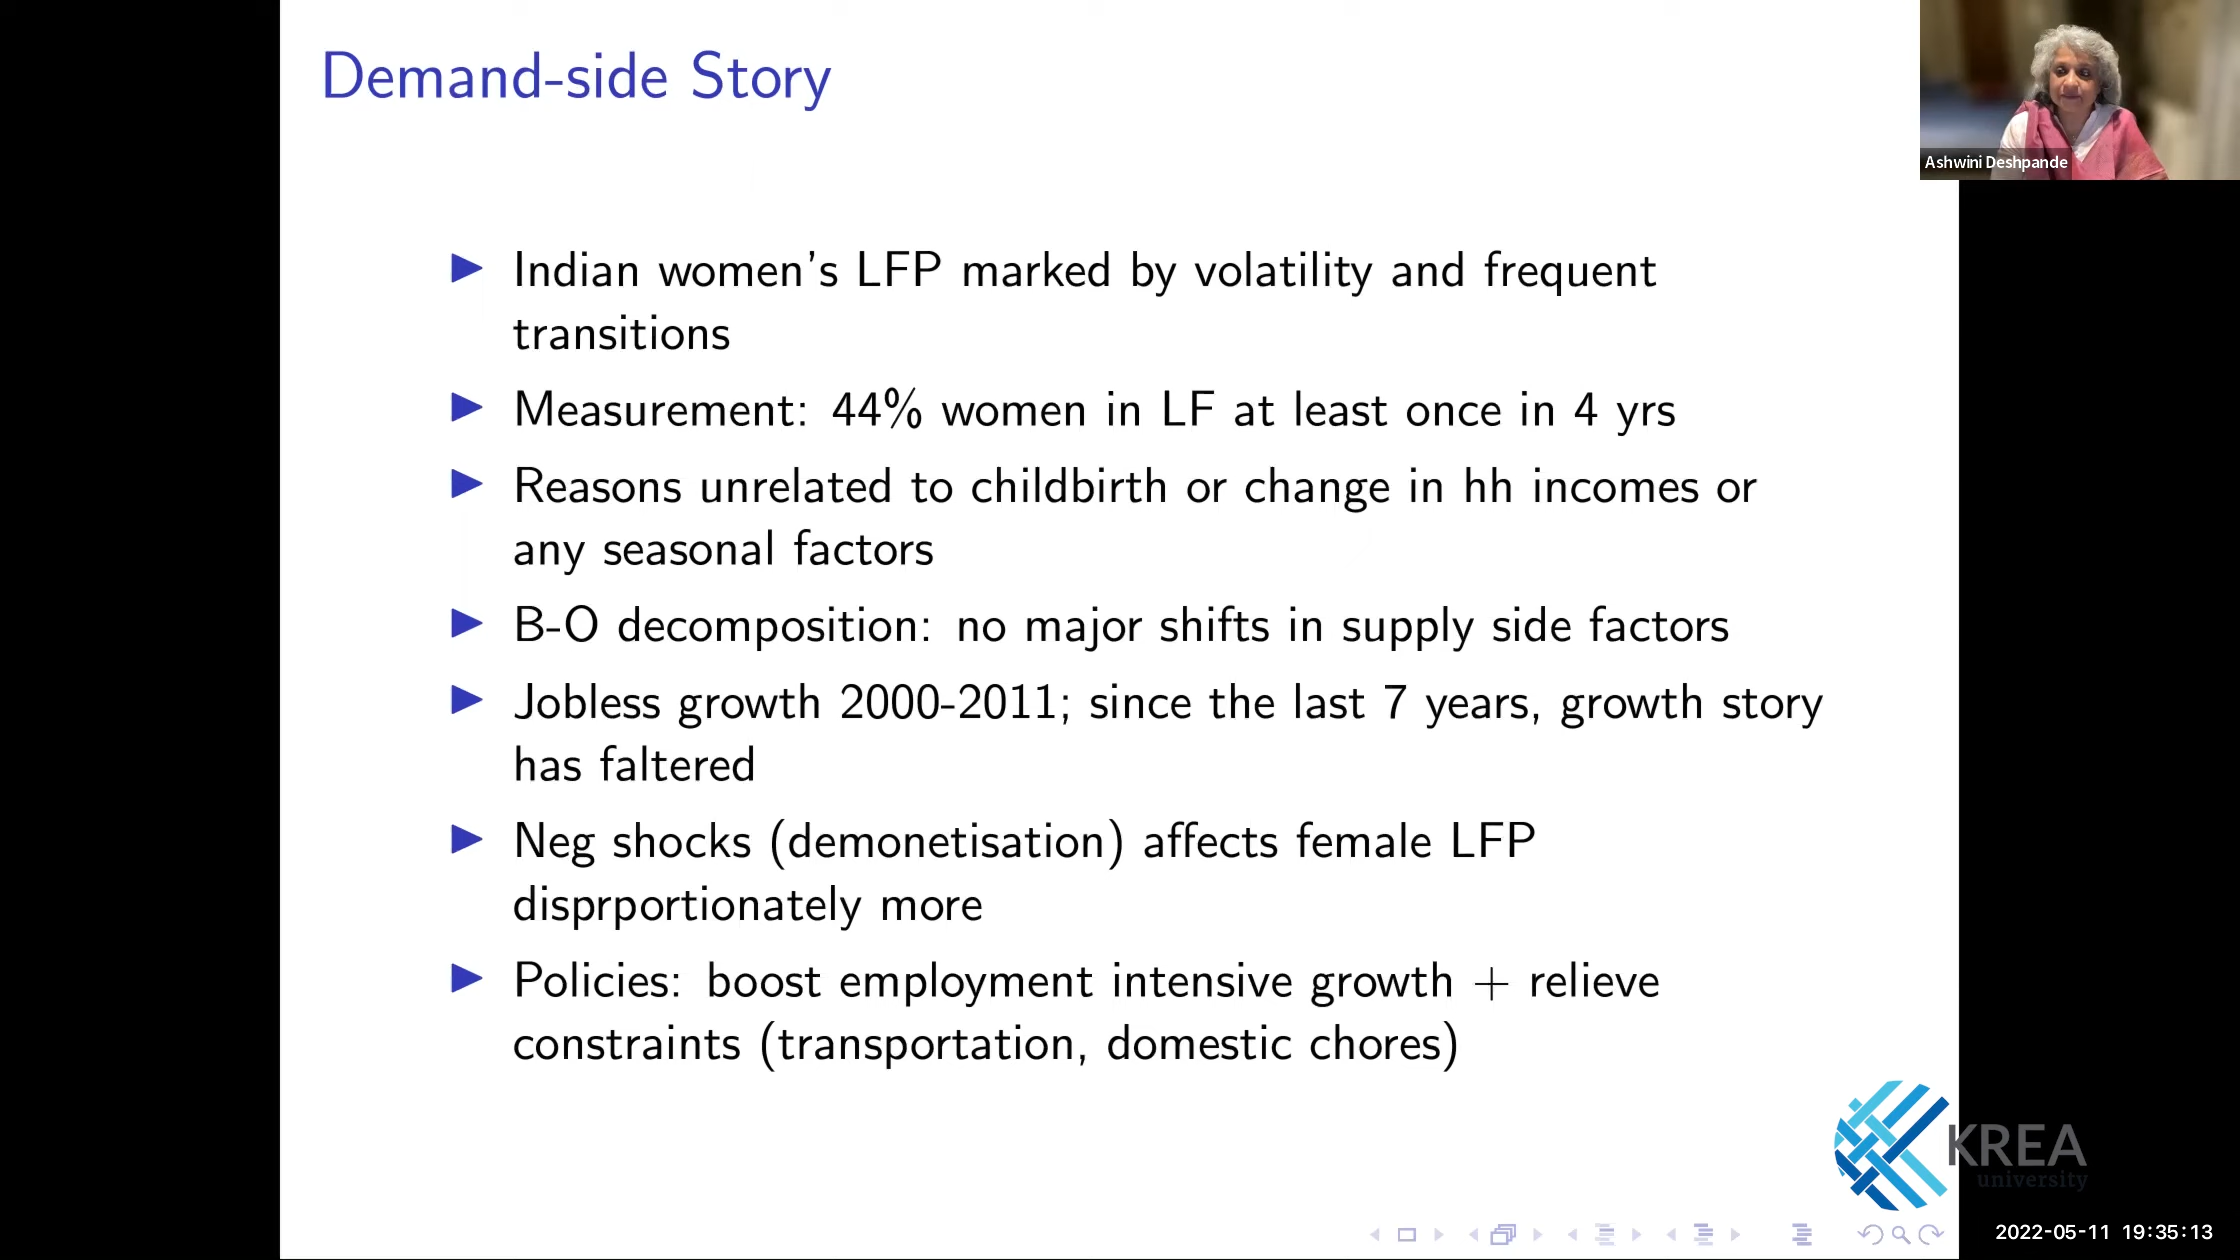 Demand-side Story
Ashwini Deshpande
Indian women's LFP marked by volatility and frequent
transitions
Measurement: 44% women in LF at least once in 4 yrs
Reasons unrelated to childbirth or change in hh incomes or
any seasonal factors
B-O decomposition: no major shifts in supply side factors
Jobless growth 2000-2011; since the last 7 years, growth story
has faltered
Neg shocks (demonetisation) affects female LFP
disprportionately more
Policies: boost employment intensive growth + relieve
constraints (transportation, domestic chores)
KREA
university
2022-05-11 19:35:13